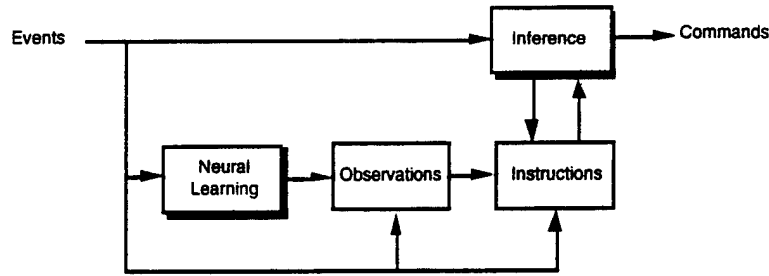 Events
Inference
Commands
Neural
Learning
Observations
Instructions